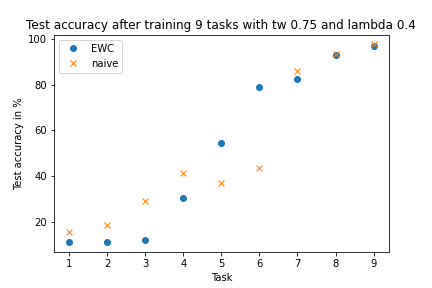 Test accuracy after training 9 tasks with tw 0.75 and lambda 0.4
100
80
60
40
20
Test accuracy in %
EWC
naive
1 2 3 4 5 6 7 8 9
Task